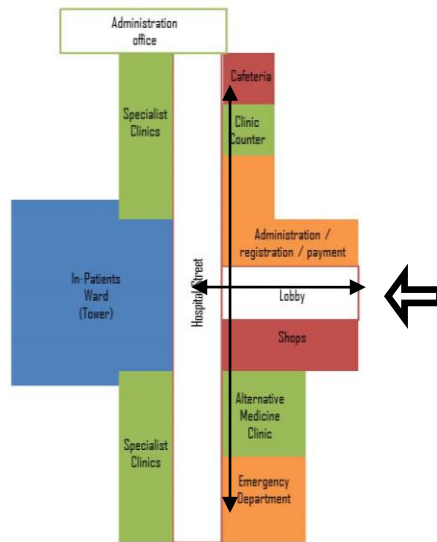 Administration
office
Cafeteria
Specialist
Clinics
Clinic
Counter
Administration /
registration / payment
In-Patients
Ward
(Tower)
Hospital Street
Lobby
Shops
Alternative
Medicine
Clinic
Specialist
Clinics
Emergency
Department